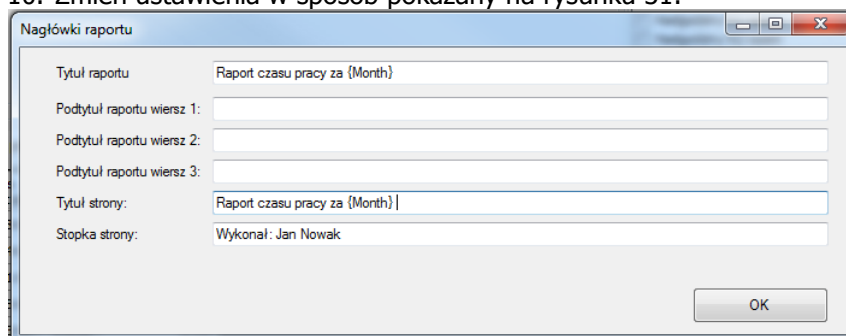 10. Zmień ustawienia w sposób pokazany na rysunku 31.
Nagłówki raportu
Tytuł raportu Raport czasu pracy za {Month}
Podtytuł raportu wiersz 1:
Podtytuł raportu wiersz 2:
Podtytuł raportu wiersz 3:
Tytuł strony: Raport czasu pracy za {Month}
Stopka strony: Wykonał: Jan Nowak
OK